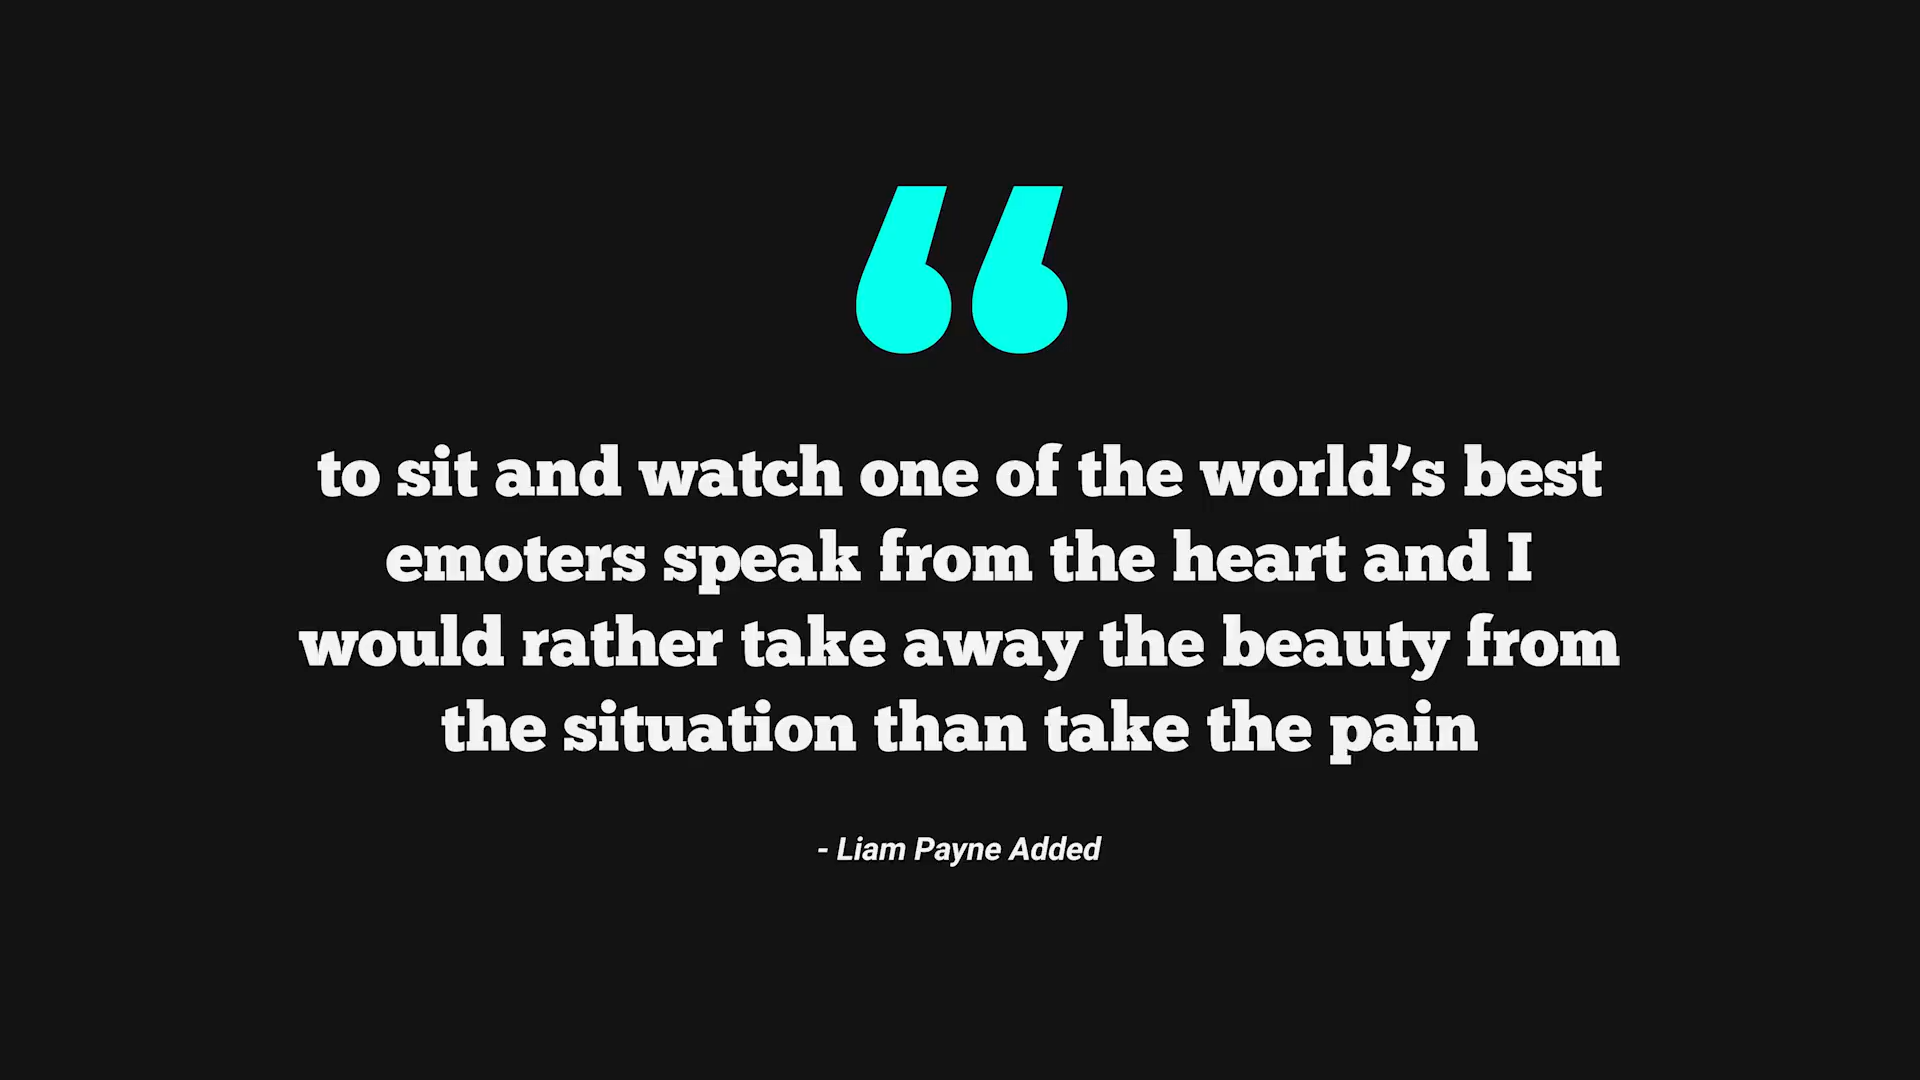 “
to sit and watch one of the world’s best
emoters speak from the heart and I
would rather take away the beauty from
the situation than take the pain
- Liam Payne Added